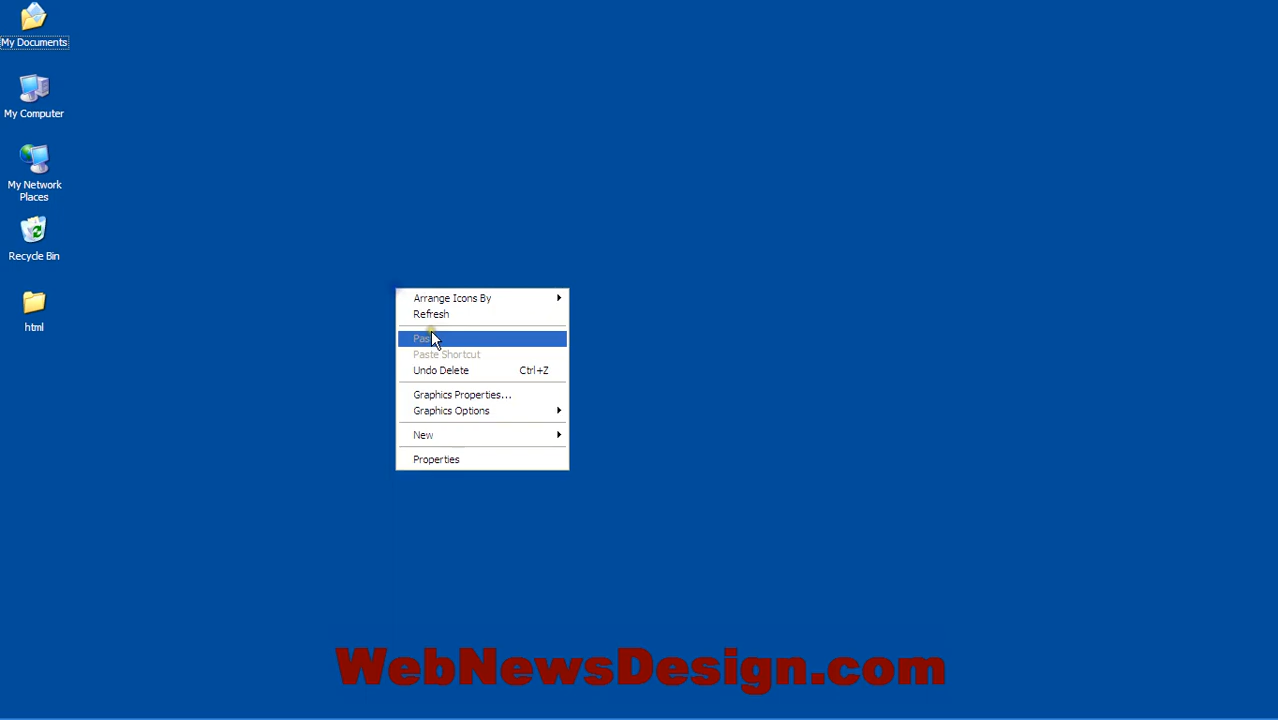 My Documents
My Computer
My Network
Places
Recycle Bin
html
Arrange Icons By
Refresh
Paste Shortcut
Undo Delete Ctrl+Z
Graphics Properties...
Graphics Options
New
Properties
WebNewsDesign.com